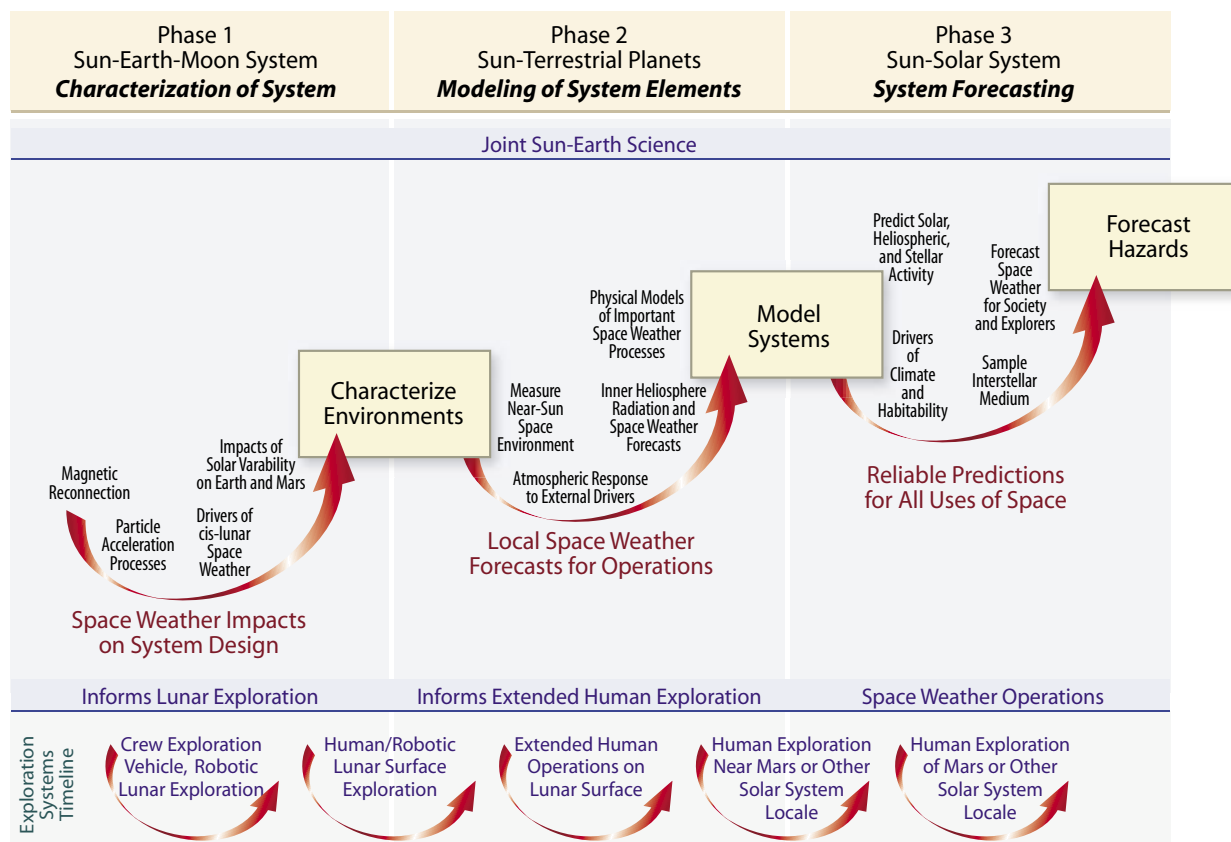 Phase 1
Sun-Earth-Moon System
Characterization of System
Phase 2
Sun-Terrestrial Planets
Modeling of System Elements
Phase 3
Sun-Solar System
System Forecasting
Joint Sun-Earth Science
Magnetic
Reconnection
Particle
Acceleration
Processes
Impacts of
Solar Varability
on Earth and Mars
Drivers of
cis-lunar
Space
Weather
Characterize
Environments
Space Weather Impacts
on System Design
Measure
Near-Sun
Space
Environment
Physical Models
of Important
Space Weather
Processes
Inner Heliosphere
Radiation and
Space Weather
Forecasts
Atmospheric Response
to External Drivers
Model
Systems
Local Space Weather
Forecasts for Operations
Predict Solar,
Heliospheric,
and Stellar
Activity
Forecast
Space
Weather
for Society
and Explorers
Drivers
of
Climate
and
Habitability
Sample
Interstellar
Medium
Forecast
Hazards
Reliable Predictions
for All Uses of Space
Informs Lunar Exploration
Informs Extended Human Exploration
Space Weather Operations
Exploration
Systems
Timeline
Crew Exploration
Vehicle, Robotic
Lunar Exploration
Human/Robotic
Lunar Surface
Exploration
Extended Human
Operations on
Lunar Surface
Human Exploration
Near Mars or Other
Solar System
Locale
Human Exploration
of Mars or Other
Solar System
Locale